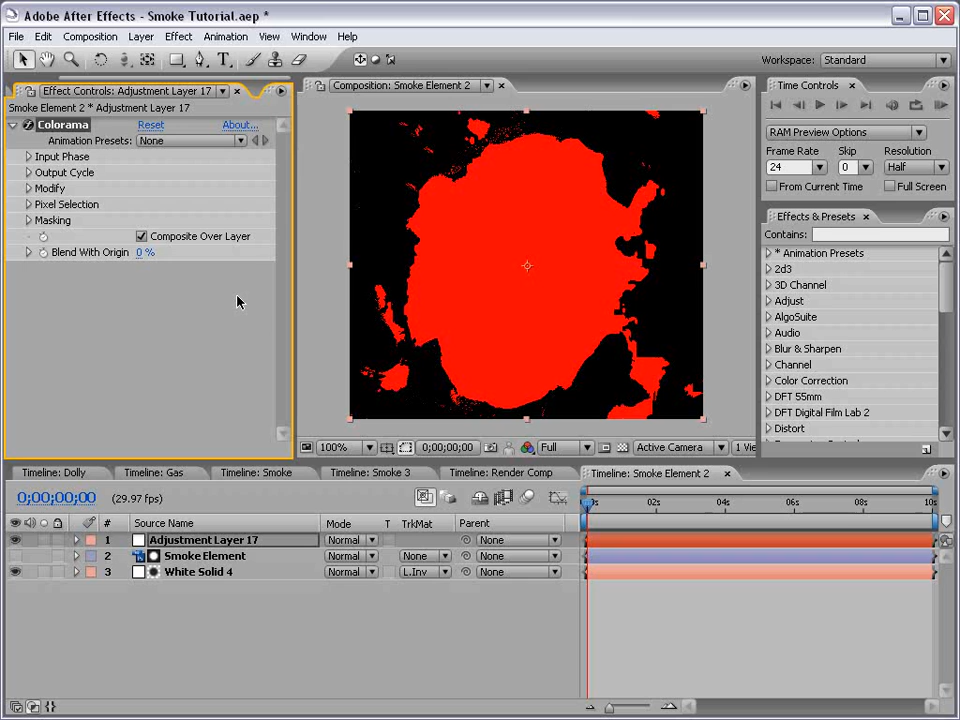 Adobe After Effects - Smoke Tutorial.aep *
File Edit Composition Layer Effect Animation View Window Help
Workspace: Standard
Effect Controls: Adjustment Layer 17
Smoke Element 2 * Adjustment Layer 17
Colorama Reset About...
Animation Presets: None
Input Phase
Output Cycle
Modify
Pixel Selection
Masking
Composite Over Layer
Blend With Origin 0 %
Composition: Smoke Element 2
100% 0;00;00;00 Full Active Camera 1 Vie
Time Controls
RAM Preview Options
Frame Rate Skip Resolution
24 0 Half
From Current Time Full Screen
Effects & Presets
Contains:
* Animation Presets
2d3
3D Channel
Adjust
AlgoSuite
Audio
Blur & Sharpen
Channel
Color Correction
DFT 55mm
DFT Digital Film Lab 2
Distort
Timeline: Dolly Timeline: Gas Timeline: Smoke Timeline: Smoke 3 Timeline: Render Comp Timeline: Smoke Element 2
0;00;00;00 (29.97 fps)
02s 04s 06s 08s 10s
# Source Name Mode T TrkMat Parent
1 Adjustment Layer 17 Normal None
2 Smoke Element Normal None None
3 White Solid 4 Normal L.Inv None